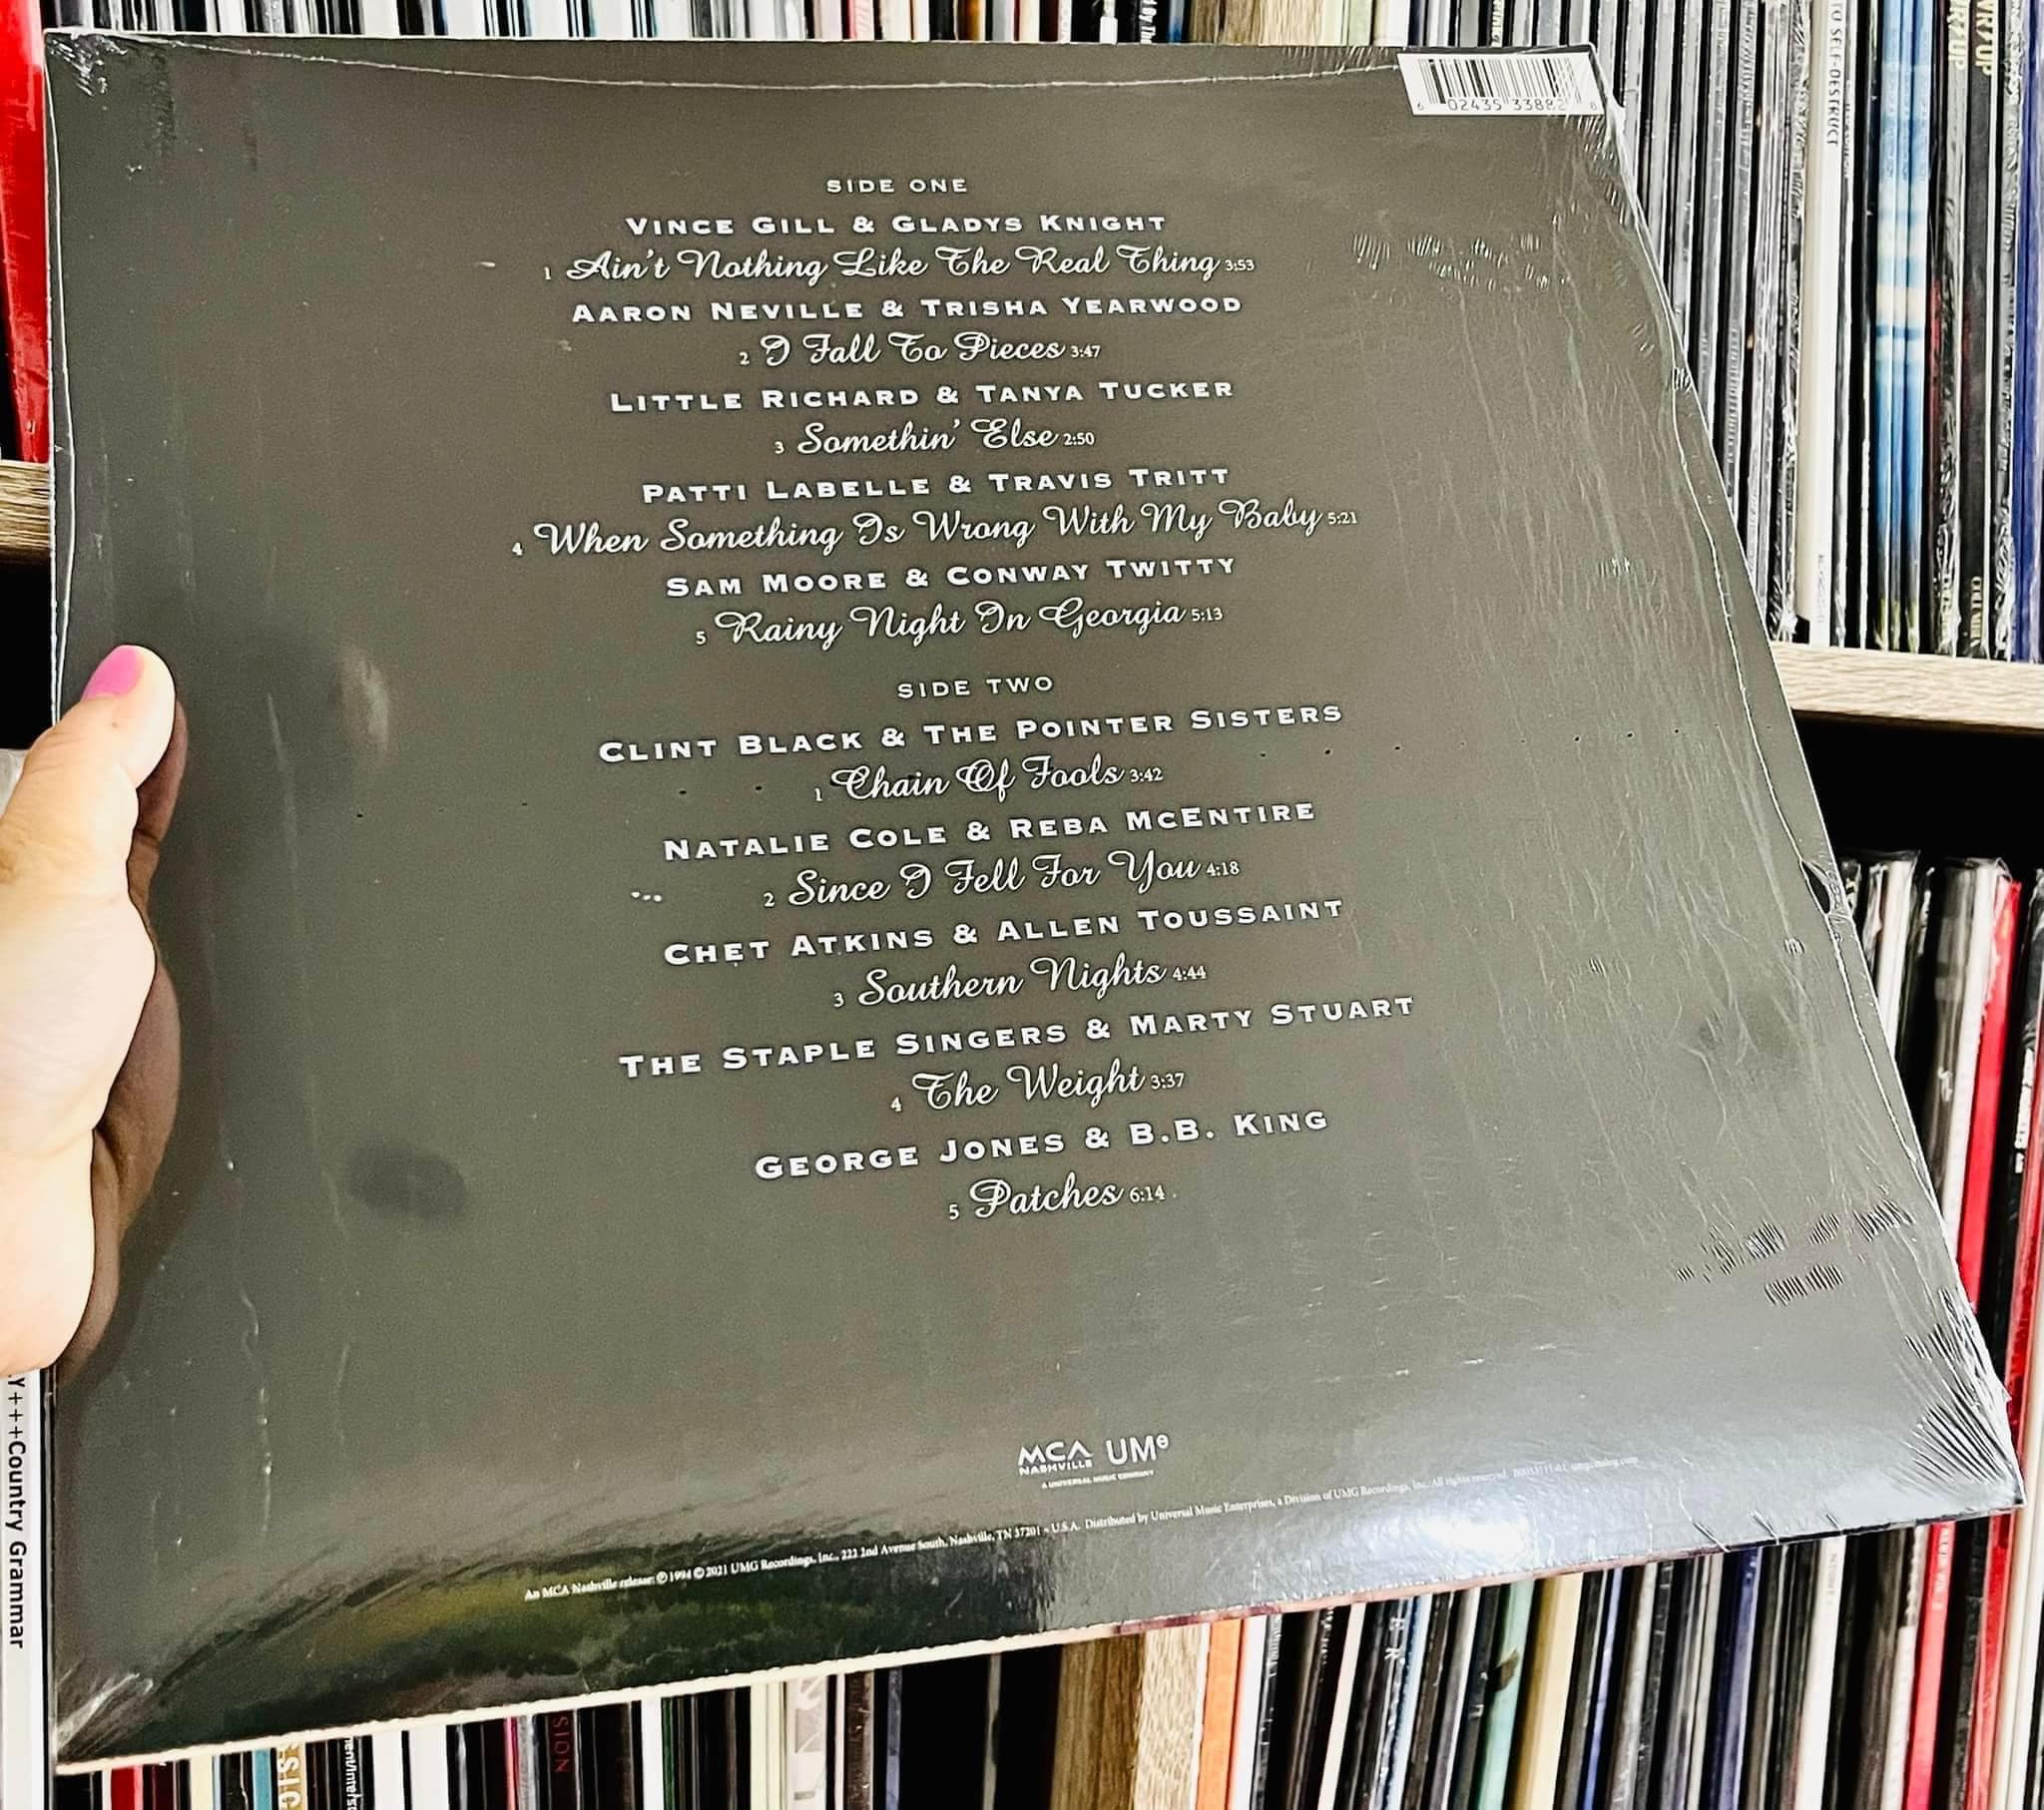 6 02435 33882 8
SIDE ONE
VINCE GILL & GLADYS KNIGHT
1 Ain't Nothing Like The Real Thing 3:53
AARON NEVILLE & TRISHA YEARWOOD
2 I Fall To Pieces 3:47
LITTLE RICHARD & TANYA TUCKER
3 Somethin' Else 2:50
PATTI LABELLE & TRAVIS TRITT
4 When Something Is Wrong With My Baby 5:21
SAM MOORE & CONWAY TWITTY
5 Rainy Night In Georgia 5:13
SIDE TWO
CLINT BLACK & THE POINTER SISTERS
1 Chain Of Fools 3:42
NATALIE COLE & REBA MCENTIRE
2 Since I Fell For You 4:18
CHET ATKINS & ALLEN TOUSSAINT
3 Southern Nights 4:44
THE STAPLE SINGERS & MARTY STUART
4 The Weight 3:37
GEORGE JONES & B.B. KING
5 Patches 6:14
MCA UMe
NASHVILLE
A UNIVERSAL MUSIC COMPANY
An MCA Nashville release; ℗ 1994 © 2021 UMG Recordings, Inc., 222 2nd Avenue South, Nashville, TN 37201 - U.S.A. Distributed by Universal Music Enterprises, a Division of UMG Recordings, Inc. All rights reserved.
Y+++Country Grammar
TO SELF-DESTRUCT